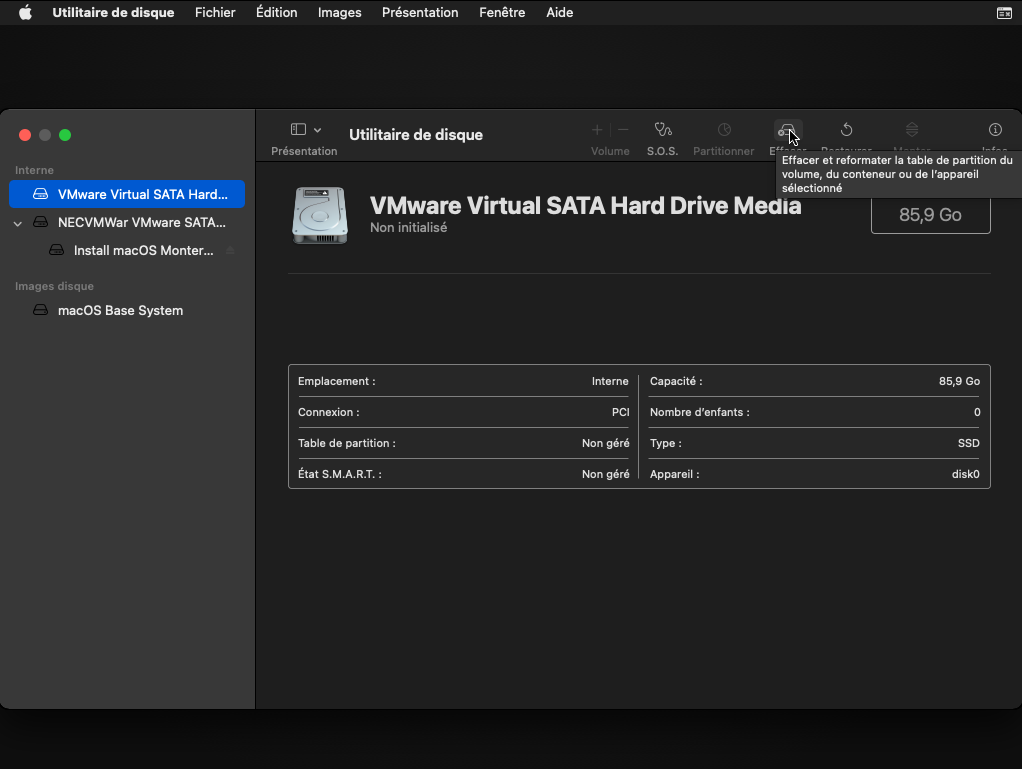 Utilitaire de disque Fichier Édition Images Présentation Fenêtre Aide
Utilitaire de disque
Présentation Volume S.O.S. Partitionner
Effacer et reformater la table de partition du
volume, du conteneur ou de l'appareil
sélectionné
Interne
VMware Virtual SATA Hard...
NECVMWar VMware SATA...
Install macOS Monter...
Images disque
macOS Base System
VMware Virtual SATA Hard Drive Media
Non initialisé
85,9 Go
Emplacement : Interne
Connexion : PCI
Table de partition : Non géré
État S.M.A.R.T. : Non géré
Capacité : 85,9 Go
Nombre d'enfants : 0
Type : SSD
Appareil : disk0